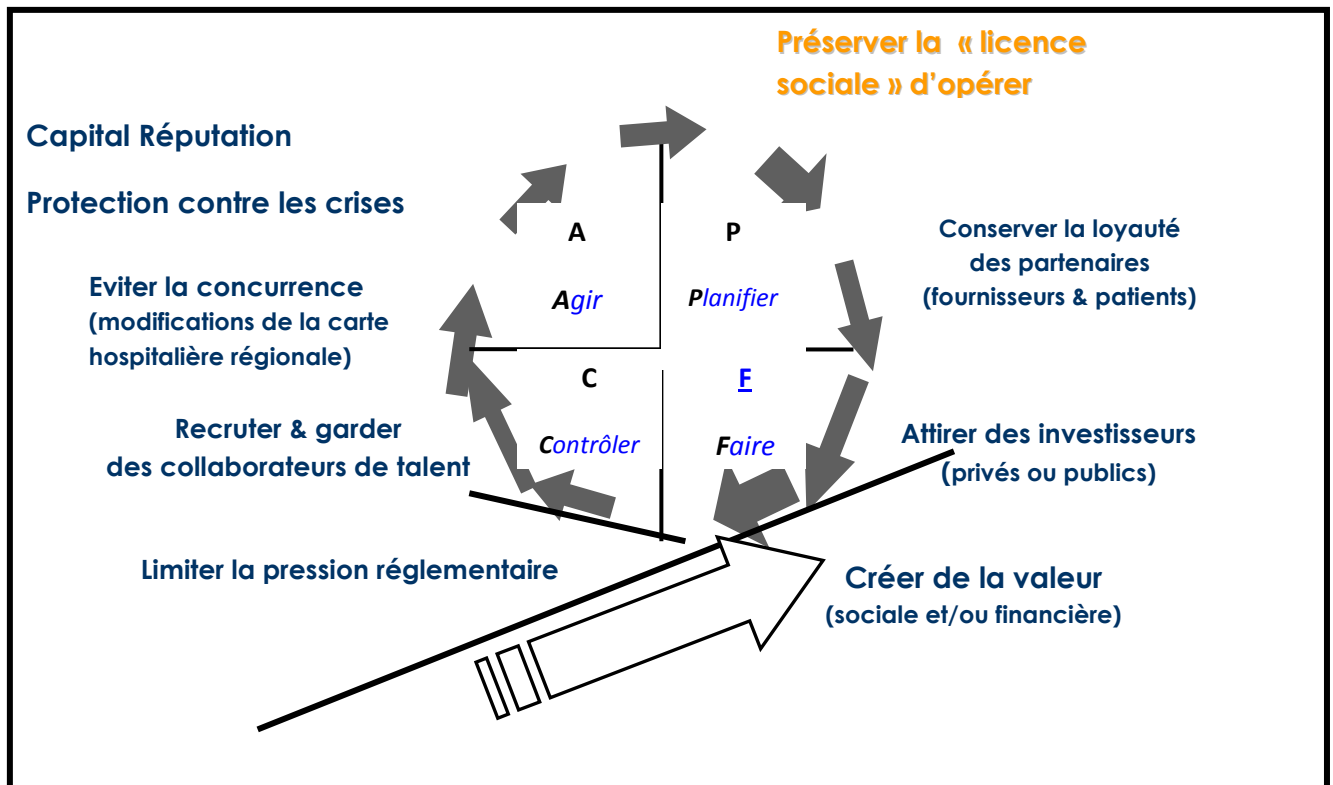 Préserver la « licence
sociale » d'opérer
Capital Réputation
Protection contre les crises
A
P
Conserver la loyauté
des partenaires
(fournisseurs & patients)
Eviter la concurrence
(modifications de la carte
hospitalière régionale)
Agir
Planifier
C
F
Contrôler
Faire
Recruter & garder
des collaborateurs de talent
Attirer des investisseurs
(privés ou publics)
Limiter la pression réglementaire
Créer de la valeur
(sociale et/ou financière)